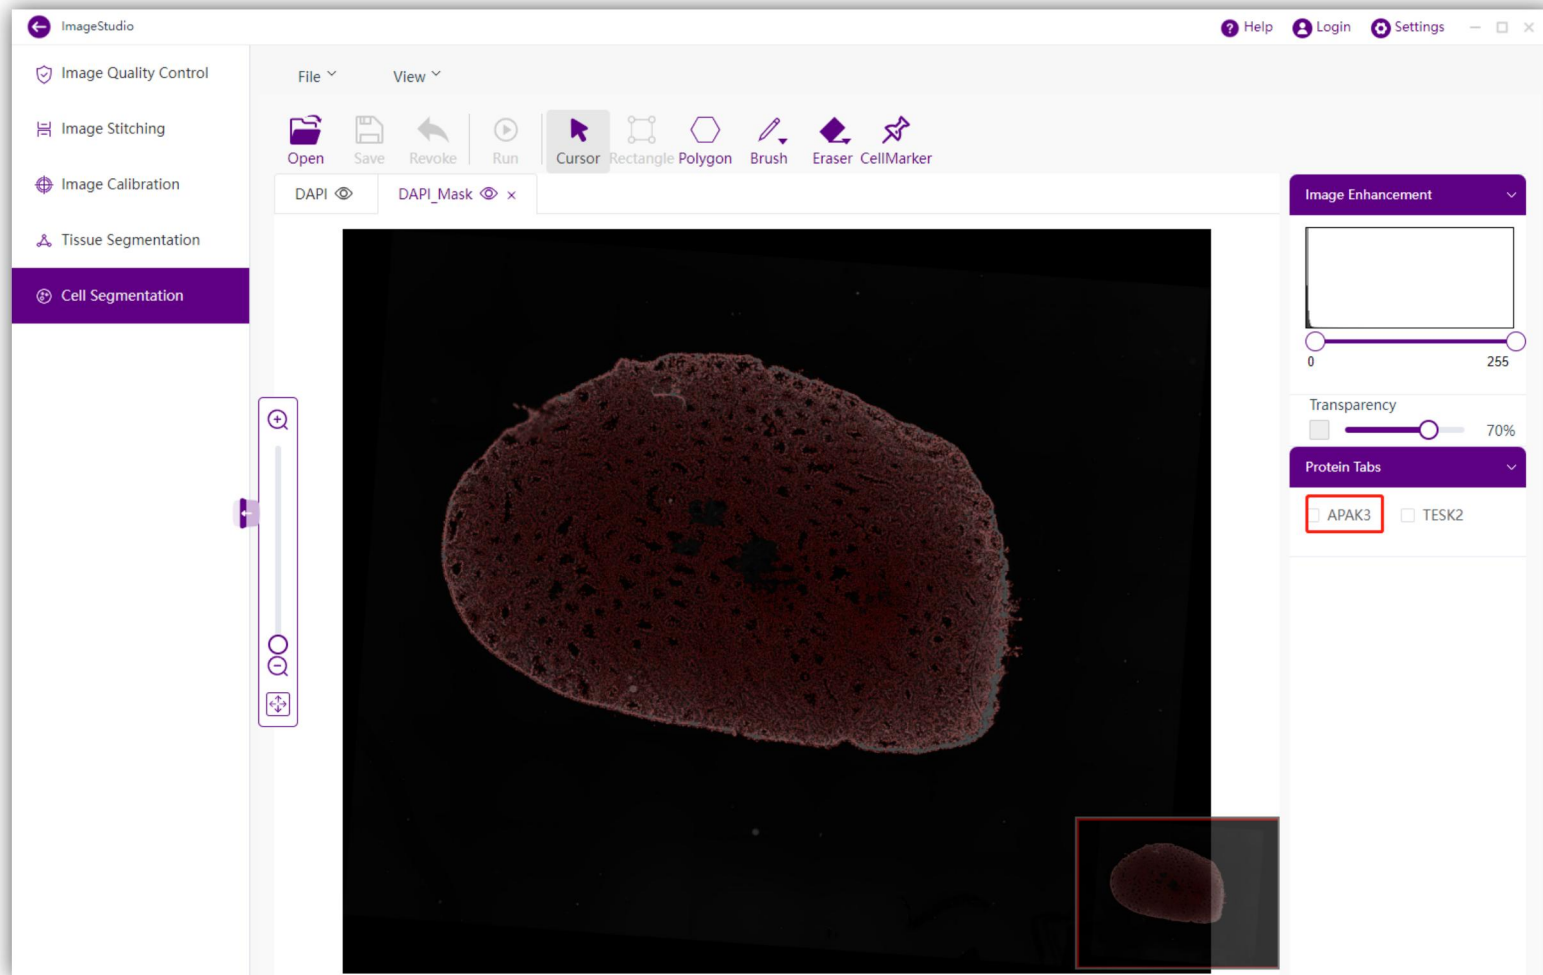 ImageStudio
Help Login Settings
Image Quality Control
Image Stitching
Image Calibration
Tissue Segmentation
Cell Segmentation
File View
Open Save Revoke Run Cursor Rectangle Polygon Brush Eraser CellMarker
DAPI DAPI_Mask ×
Image Enhancement
0 255
Transparency
70%
Protein Tabs
APAK3 TESK2